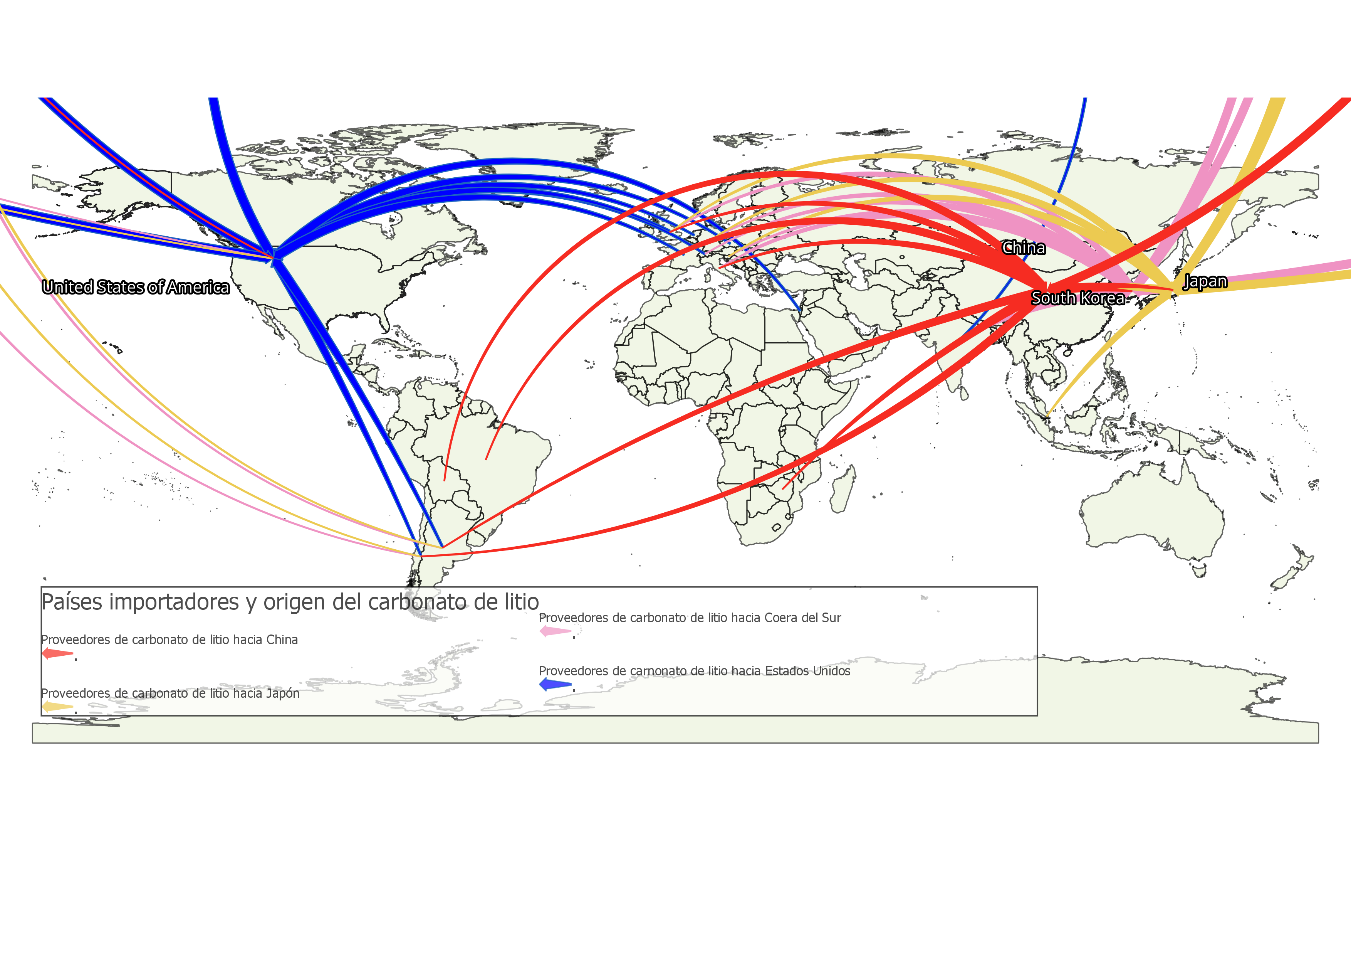 China
United States of America
Japan
South Korea
Países importadores y origen del carbonato de litio
Proveedores de carbonato de litio hacia China
Proveedores de carbonato de litio hacia Japón
Proveedores de carbonato de litio hacia Coera del Sur
Proveedores de carnonato de litio hacia Estados Unidos